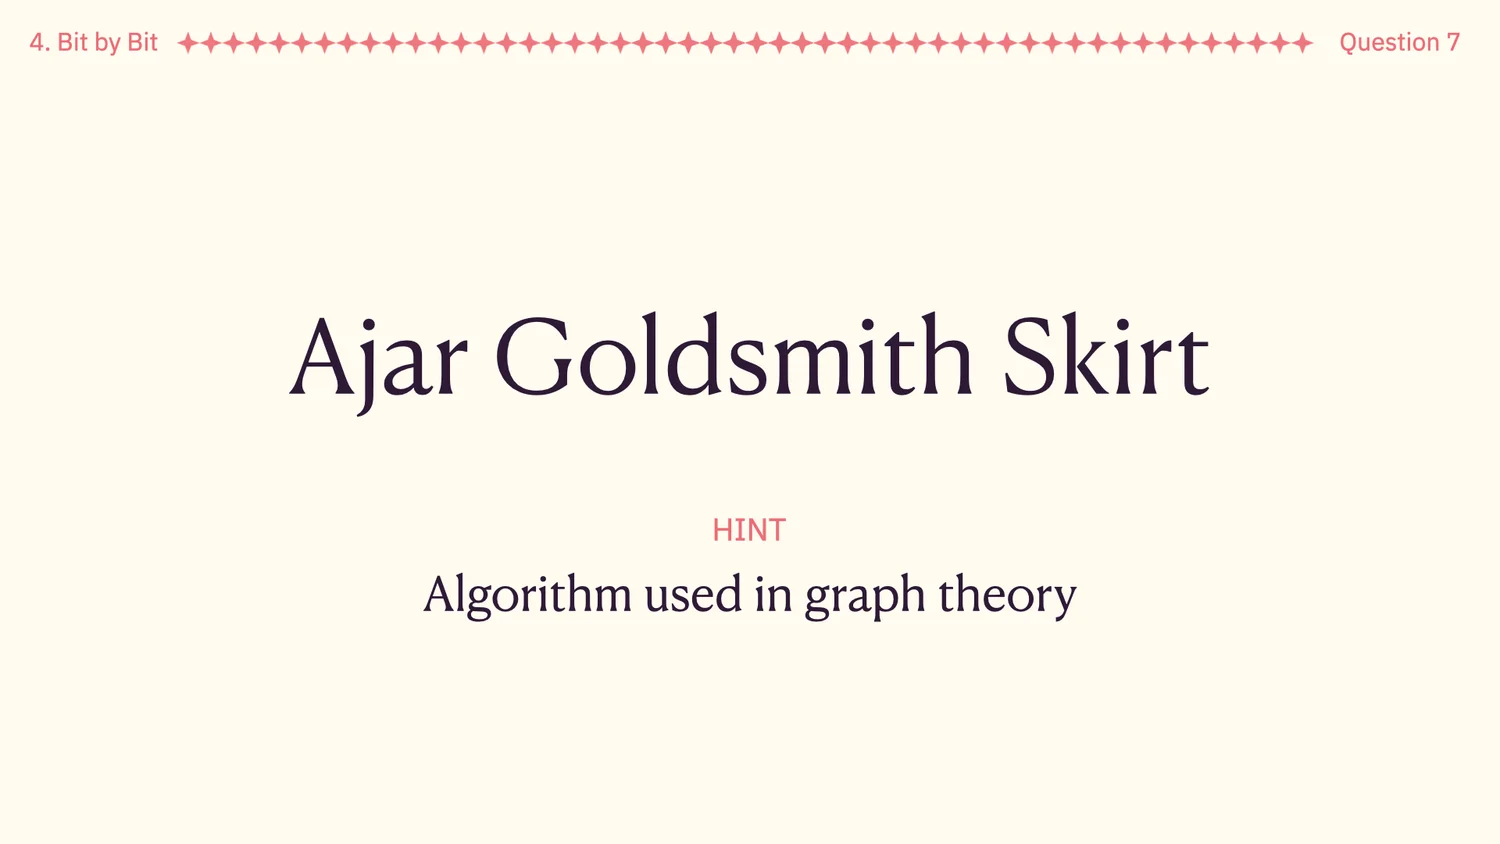 4. Bit by Bit
Question 7
Ajar Goldsmith Skirt
HINT
Algorithm used in graph theory